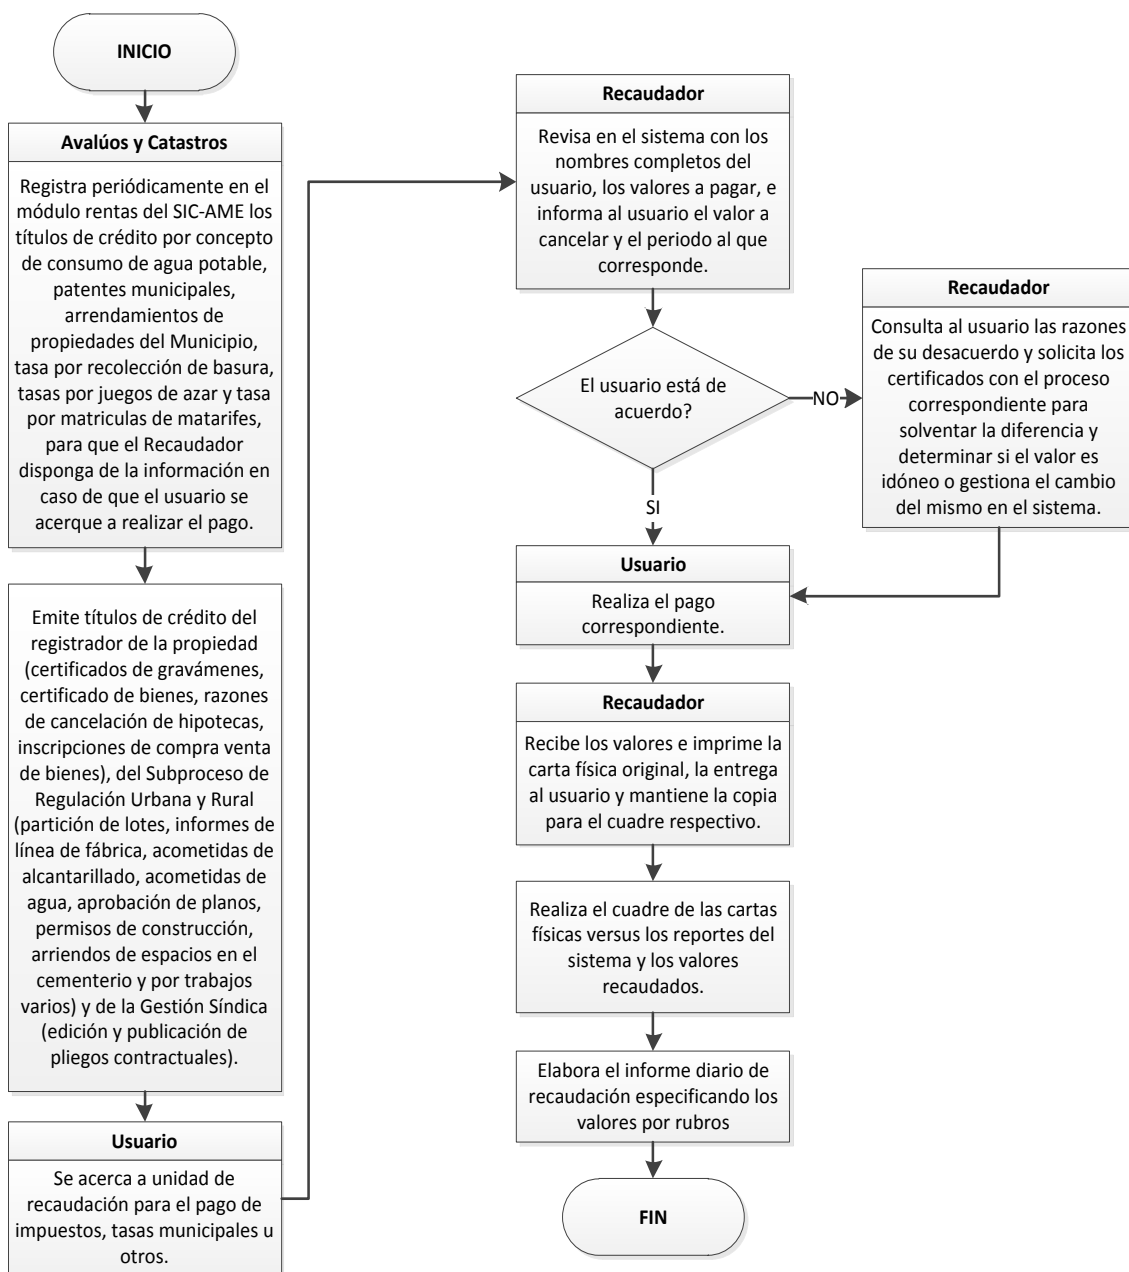 INICIO
Avalúos y Catastros
Registra periódicamente en el
módulo rentas del SIC-AME los
títulos de crédito por concepto
de consumo de agua potable,
patentes municipales,
arrendamientos de
propiedades del Municipio,
tasa por recolección de basura,
tasas por juegos de azar y tasa
por matriculas de matarifes,
para que el Recaudador
disponga de la información en
caso de que el usuario se
acerque a realizar el pago.
Emite títulos de crédito del
registrador de la propiedad
(certificados de gravámenes,
certificado de bienes, razones
de cancelación de hipotecas,
inscripciones de compra venta
de bienes), del Subproceso de
Regulación Urbana y Rural
(partición de lotes, informes de
línea de fábrica, acometidas de
alcantarillado, acometidas de
agua, aprobación de planos,
permisos de construcción,
arriendos de espacios en el
cementerio y por trabajos
varios) y de la Gestión Síndica
(edición y publicación de
pliegos contractuales).
Usuario
Se acerca a unidad de
recaudación para el pago de
impuestos, tasas municipales u
otros.
Recaudador
Revisa en el sistema con los
nombres completos del
usuario, los valores a pagar, e
informa al usuario el valor a
cancelar y el periodo al que
corresponde.
El usuario está de
acuerdo?
NO
Recaudador
Consulta al usuario las razones
de su desacuerdo y solicita los
certificados con el proceso
correspondiente para
solventar la diferencia y
determinar si el valor es
idóneo o gestiona el cambio
del mismo en el sistema.
SI
Usuario
Realiza el pago
correspondiente.
Recaudador
Recibe los valores e imprime la
carta física original, la entrega
al usuario y mantiene la copia
para el cuadre respectivo.
Realiza el cuadre de las cartas
físicas versus los reportes del
sistema y los valores
recaudados.
Elabora el informe diario de
recaudación especificando los
valores por rubros
FIN